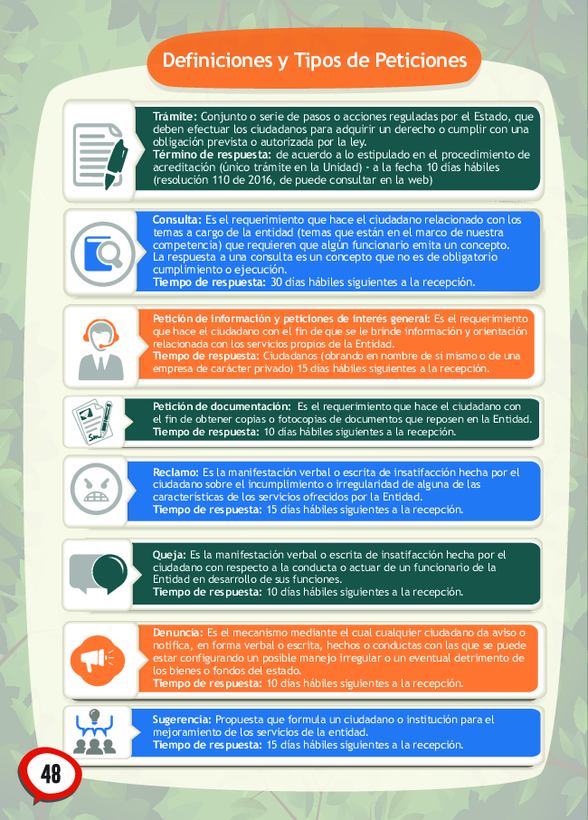 Definiciones y Tipos de Peticiones
Trámite: Conjunto o serie de pasos o acciones reguladas por el Estado, que
deben efectuar los ciudadanos para adquirir un derecho o cumplir con una
obligación prevista o autorizada por la ley.
Término de respuesta: de acuerdo a lo estipulado en el procedimiento de
acreditación (único trámite en la Unidad) - a la fecha 10 días hábiles
(resolución 110 de 2016, de puede consultar en la web)
Consulta: Es el requerimiento que hace el ciudadano relacionado con los
temas a cargo de la entidad (temas que están en el marco de nuestra
competencia) que requieren que algún funcionario emita un concepto.
La respuesta a una consulta es un concepto que no es de obligatorio
cumplimiento o ejecución.
Tiempo de respuesta: 30 días hábiles siguientes a la recepción.
Petición de información y peticiones de interés general: Es el requerimiento
que hace el ciudadano con el fin de que se le brinde información y orientación
relacionada con los servicios propios de la Entidad.
Tiempo de respuesta: Ciudadanos (obrando en nombre de sí mismo o de una
empresa de carácter privado) 15 días hábiles siguientes a la recepción.
Petición de documentación: Es el requerimiento que hace el ciudadano con
el fin de obtener copias o fotocopias de documentos que reposen en la Entidad.
Tiempo de respuesta: 10 días hábiles siguientes a la recepción.
Reclamo: Es la manifestación verbal o escrita de insatifacción hecha por el
ciudadano sobre el incumplimiento o irregularidad de alguna de las
características de los servicios ofrecidos por la Entidad.
Tiempo de respuesta: 15 días hábiles siguientes a la recepción.
Queja: Es la manifestación verbal o escrita de insatifacción hecha por el
ciudadano con respecto a la conducta o actuar de un funcionario de la
Entidad en desarrollo de sus funciones.
Tiempo de respuesta: 10 días hábiles siguientes a la recepción.
Denuncia: Es el mecanismo mediante el cual cualquier ciudadano da aviso o
notifica, en forma verbal o escrita, hechos o conductas con las que se puede
estar configurando un posible manejo irregular o un eventual detrimento de
los bienes o fondos del estado.
Tiempo de respuesta: 10 días hábiles siguientes a la recepción.
Sugerencia: Propuesta que formula un ciudadano o institución para el
mejoramiento de los servicios de la entidad.
Tiempo de respuesta: 15 días hábiles siguientes a la recepción.
48